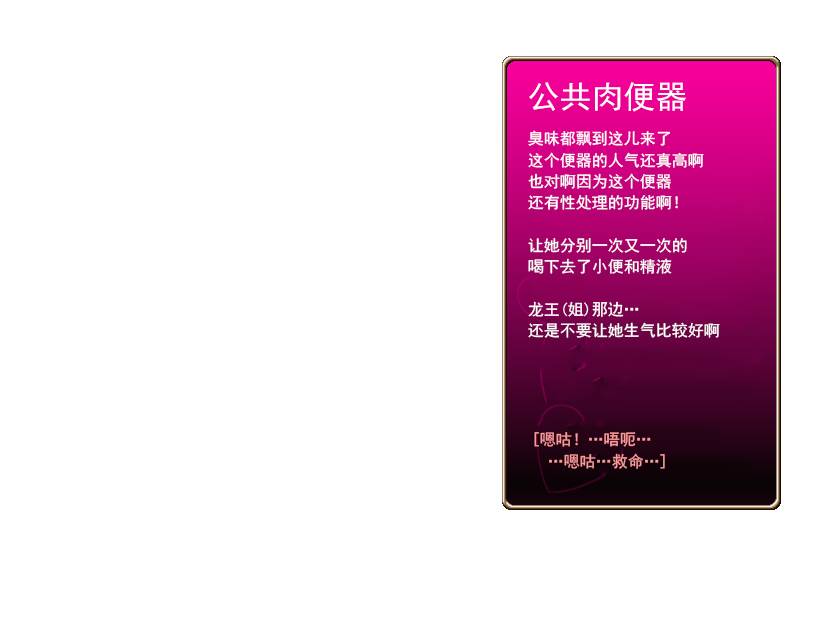 公共肉便器
臭味都飘到这儿来了
这个便器的人气还真高啊
也对啊因为这个便器
还有性处理的功能啊！
让她分别一次又一次的
喝下去了小便和精液
龙王(姐)那边…
还是不要让她生气比较好啊
[嗯咕！…唔呃…
…嗯咕…救命…]